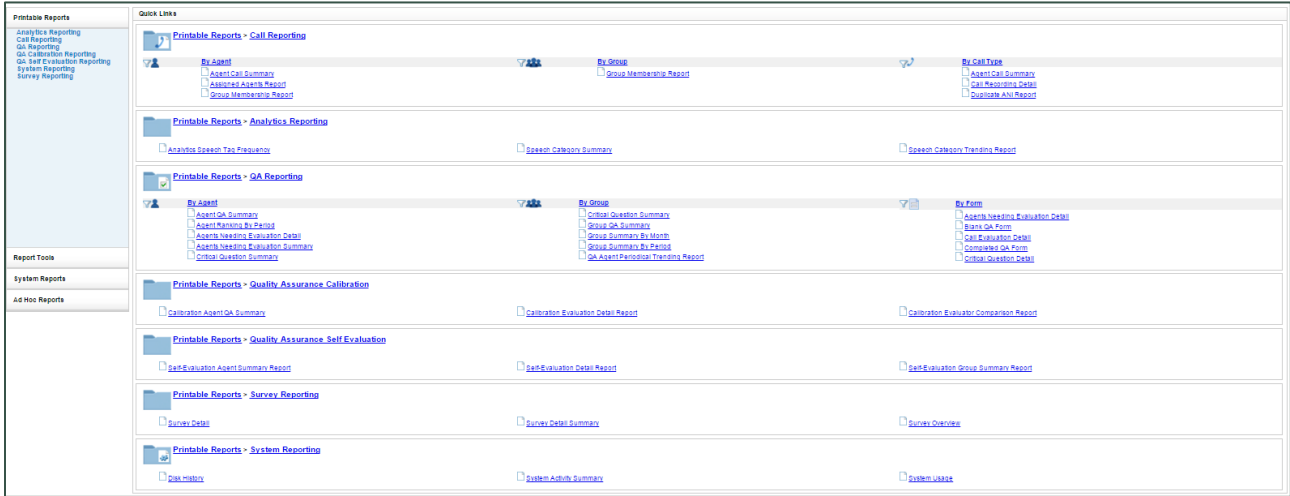 Printable Reports
Analytics Reporting
Call Reporting
QA Reporting
QA Calibration Reporting
QA Self Evaluation Reporting
System Reporting
Survey Reporting
Report Tools
System Reports
Ad Hoc Reports
Quick Links
Printable Reports > Call Reporting
By Agent
Agent Call Summary
Assigned Agents Report
Group Membership Report
By Group
Group Membership Report
By Call Type
Agent Call Summary
Call Recording Detail
Duplicate ANI Report
Printable Reports > Analytics Reporting
Analytics Speech Tag Frequency
Speech Category Summary
Speech Category Trending Report
Printable Reports > QA Reporting
By Agent
Agent QA Summary
Agent Ranking By Period
Agents Needing Evaluation Detail
Agents Needing Evaluation Summary
Critical Question Summary
By Group
Critical Question Summary
Group QA Summary
Group Summary By Month
Group Summary By Period
QA Agent Periodical Trending Report
By Form
Agents Needing Evaluation Detail
Blank QA Form
Call Evaluation Detail
Completed QA Form
Critical Question Detail
Printable Reports > Quality Assurance Calibration
Calibration Agent QA Summary
Calibration Evaluation Detail Report
Calibration Evaluator Comparison Report
Printable Reports > Quality Assurance Self Evaluation
Self-Evaluation Agent Summary Report
Self-Evaluation Detail Report
Self-Evaluation Group Summary Report
Printable Reports > Survey Reporting
Survey Detail
Survey Detail Summary
Survey Overview
Printable Reports > System Reporting
Disk History
System Activity Summary
System Usage